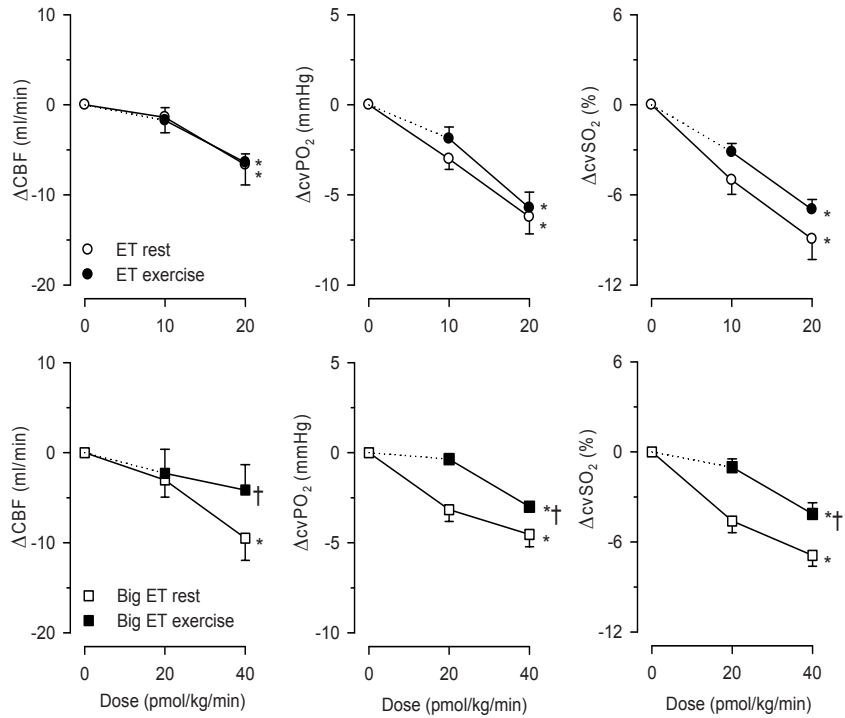 10
0
-10
-20
ΔCBF (ml/min)
ET rest
ET exercise
*
*
0 10 20
5
0
-5
-10
ΔcvPO₂ (mmHg)
*
*
0 10 20
6
0
-6
-12
ΔcvSO₂ (%)
*
*
0 10 20
10
0
-10
-20
ΔCBF (ml/min)
Big ET rest
Big ET exercise
†
*
0 20 40
Dose (pmol/kg/min)
5
0
-5
-10
ΔcvPO₂ (mmHg)
*†
*
0 20 40
Dose (pmol/kg/min)
6
0
-6
-12
ΔcvSO₂ (%)
*†
*
0 20 40
Dose (pmol/kg/min)